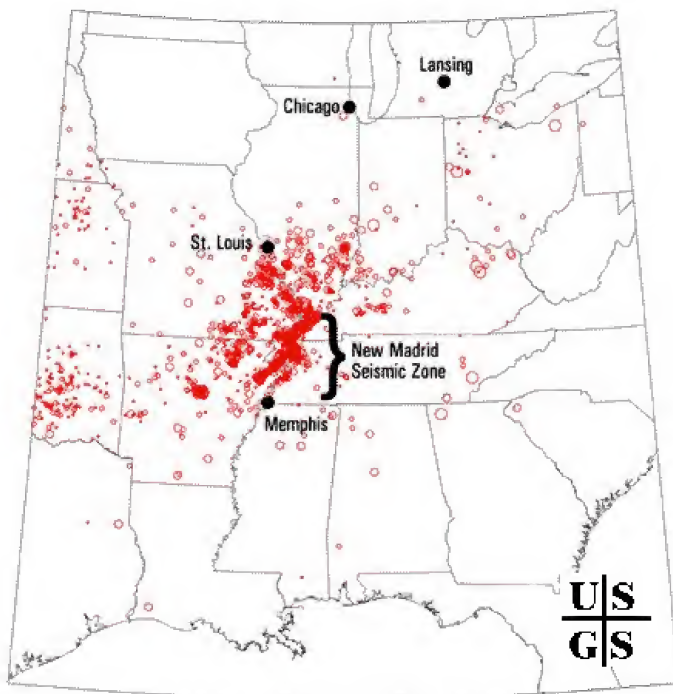 Lansing
Chicago
St. Louis
New Madrid
Seismic Zone
Memphis
U S
G S